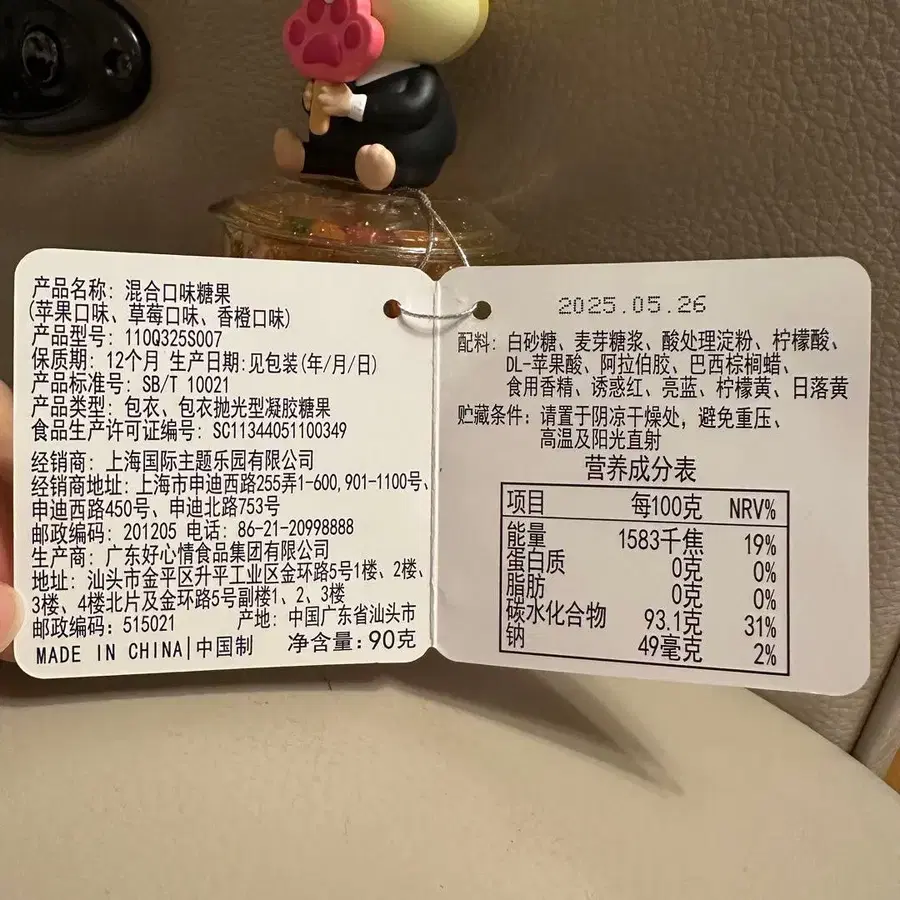 产品名称: 混合口味糖果
(苹果口味、草莓口味、香橙口味)
产品型号: 110Q325S007
保质期: 12个月 生产日期:见包装(年/月/日)
产品标准号: SB/T 10021
产品类型: 包衣、包衣抛光型凝胶糖果
食品生产许可证编号: SC11344051100349
经销商: 上海国际主题乐园有限公司
经销商地址: 上海市申迪西路255弄1-600,901-1100号、
申迪西路450号、申迪北路753号
邮政编码: 201205 电话: 86-21-20998888
生产商: 广东好心情食品集团有限公司
地址: 汕头市金平区升平工业区金环路5号1楼、2楼、
3楼、4楼北片及金环路5号副楼1、2、3楼
邮政编码: 515021 产地: 中国广东省汕头市
MADE IN CHINA|中国制 净含量: 90克
2025.05.26
配料: 白砂糖、麦芽糖浆、酸处理淀粉、柠檬酸、
DL-苹果酸、阿拉伯胶、巴西棕榈蜡、
食用香精、诱惑红、亮蓝、柠檬黄、日落黄
贮藏条件: 请置于阴凉干燥处，避免重压、
高温及阳光直射
营养成分表
项目 每100克 NRV%
能量 1583千焦 19%
蛋白质 0克 0%
脂肪 0克 0%
碳水化合物 93.1克 31%
钠 49毫克 2%